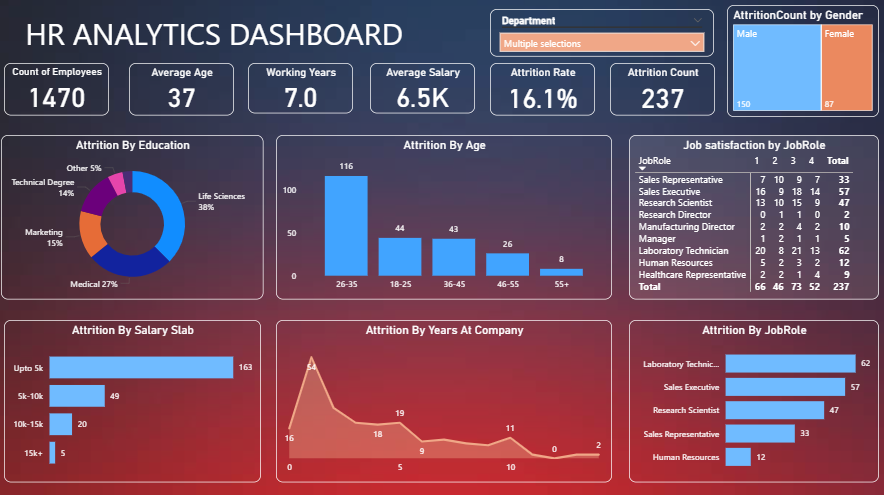 HR ANALYTICS DASHBOARD
Department
Multiple selections
AttritionCount by Gender
Male
Female
150
87
Count of Employees
1470
Average Age
37
Working Years
7.0
Average Salary
6.5K
Attrition Rate
16.1%
Attrition Count
237
Attrition By Education
Other 5%
Technical Degree
14%
Marketing
15%
Medical 27%
Life Sciences
38%
Attrition By Age
100
50
0
116
44
43
26
8
26-35
18-25
36-45
46-55
55+
Job satisfaction by JobRole
JobRole 1 2 3 4 Total
Sales Representative 7 10 9 7 33
Sales Executive 16 9 18 14 57
Research Scientist 13 10 15 9 47
Research Director 0 1 1 0 2
Manufacturing Director 2 2 4 2 10
Manager 1 2 1 1 5
Laboratory Technician 20 8 21 13 62
Human Resources 5 2 3 2 12
Healthcare Representative 2 2 1 4 9
Total 66 46 73 52 237
Attrition By Salary Slab
Upto 5k 163
5k-10k 49
10k-15k 20
15k+ 5
Attrition By Years At Company
16
54
18
19
9
11
0
2
0
5
10
Attrition By JobRole
Laboratory Technic... 62
Sales Executive 57
Research Scientist 47
Sales Representative 33
Human Resources 12